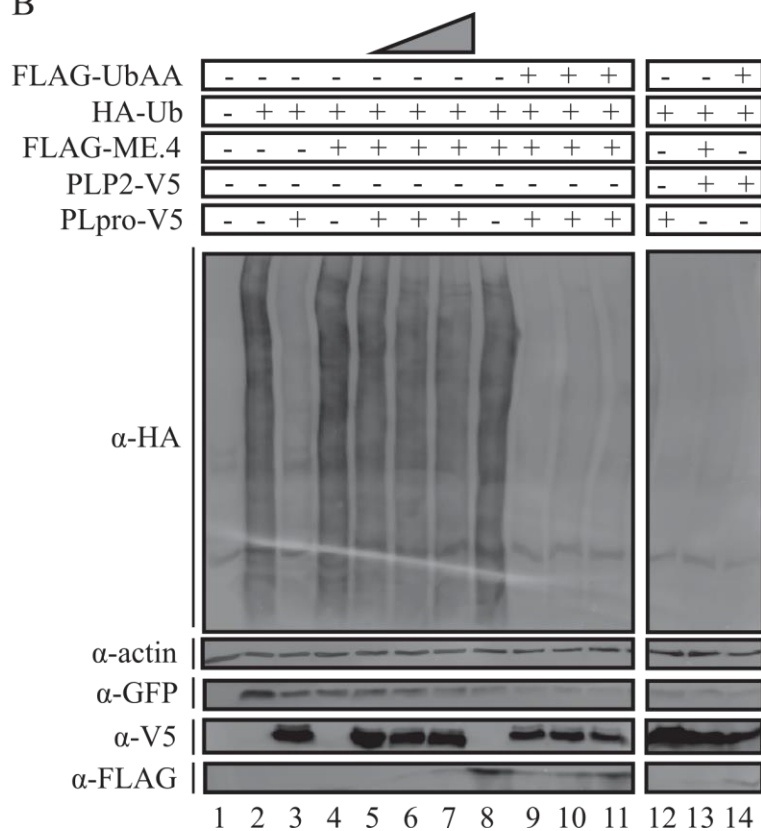 B
FLAG-UbAA - - - - - - - - + + + - - +
HA-Ub - + + + + + + + + + + + + +
FLAG-ME.4 - - - + + + + + + + + - + -
PLP2-V5 - - - - - - - - - - - - + +
PLpro-V5 - - + - + + + - + + + + - -
α-HA
α-actin
α-GFP
α-V5
α-FLAG
1 2 3 4 5 6 7 8 9 10 11 12 13 14